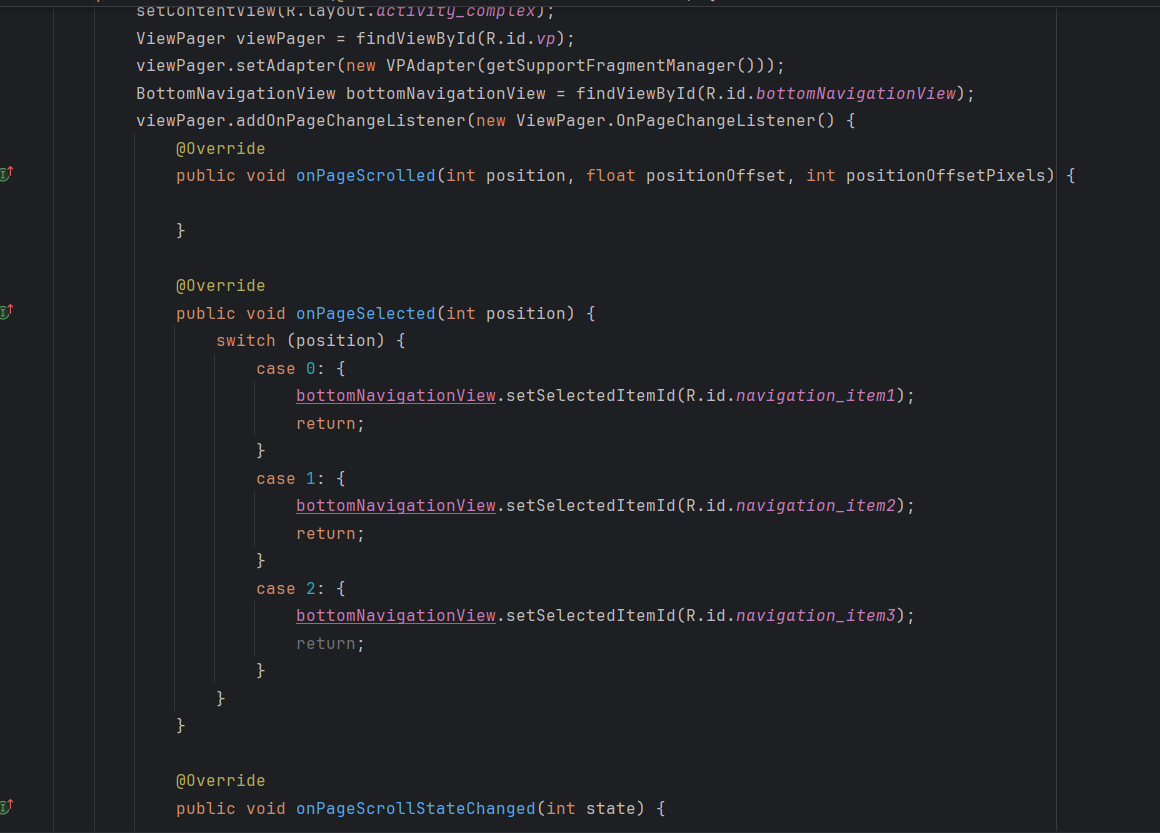 setContentView(R.layout.activity_complex);
ViewPager viewPager = findViewById(R.id.vp);
viewPager.setAdapter(new VPAdapter(getSupportFragmentManager()));
BottomNavigationView bottomNavigationView = findViewById(R.id.bottomNavigationView);
viewPager.addOnPageChangeListener(new ViewPager.OnPageChangeListener() {
@Override
public void onPageScrolled(int position, float positionOffset, int positionOffsetPixels) {
}
@Override
public void onPageSelected(int position) {
switch (position) {
case 0: {
bottomNavigationView.setSelectedItemId(R.id.navigation_item1);
return;
}
case 1: {
bottomNavigationView.setSelectedItemId(R.id.navigation_item2);
return;
}
case 2: {
bottomNavigationView.setSelectedItemId(R.id.navigation_item3);
return;
}
}
}
@Override
public void onPageScrollStateChanged(int state) {